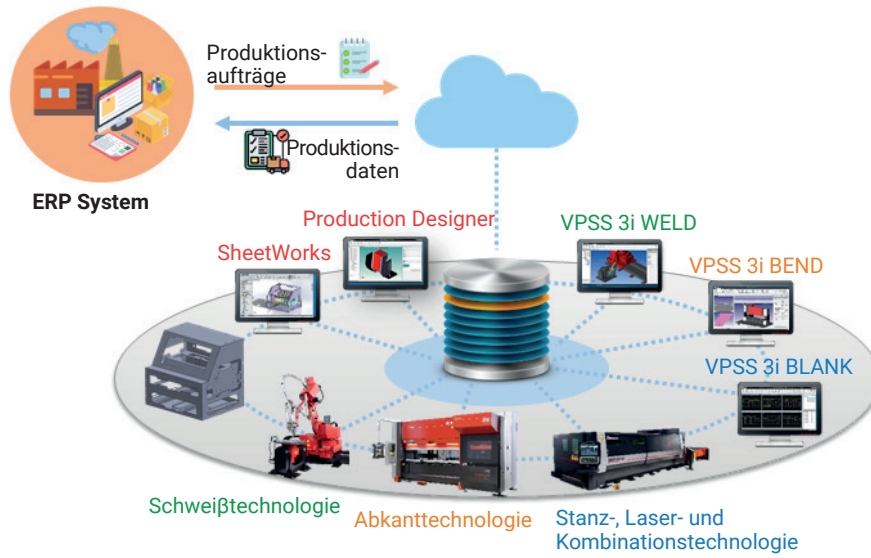 Produktions-
aufträge
Produktions-
daten
ERP System
Production Designer
VPSS 3i WELD
SheetWorks
VPSS 3i BEND
VPSS 3i BLANK
Schweiβtechnologie
Abkanttechnologie
Stanz-, Laser- und
Kombinationstechnologie